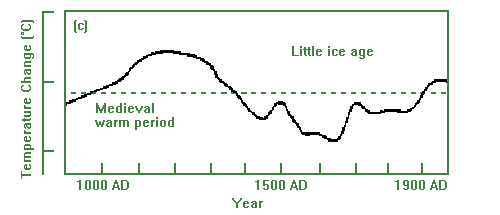 (c)
Temperature Change (°C)
Little ice age
Medieval
warm period
1000 AD
1500 AD
1900 AD
Year